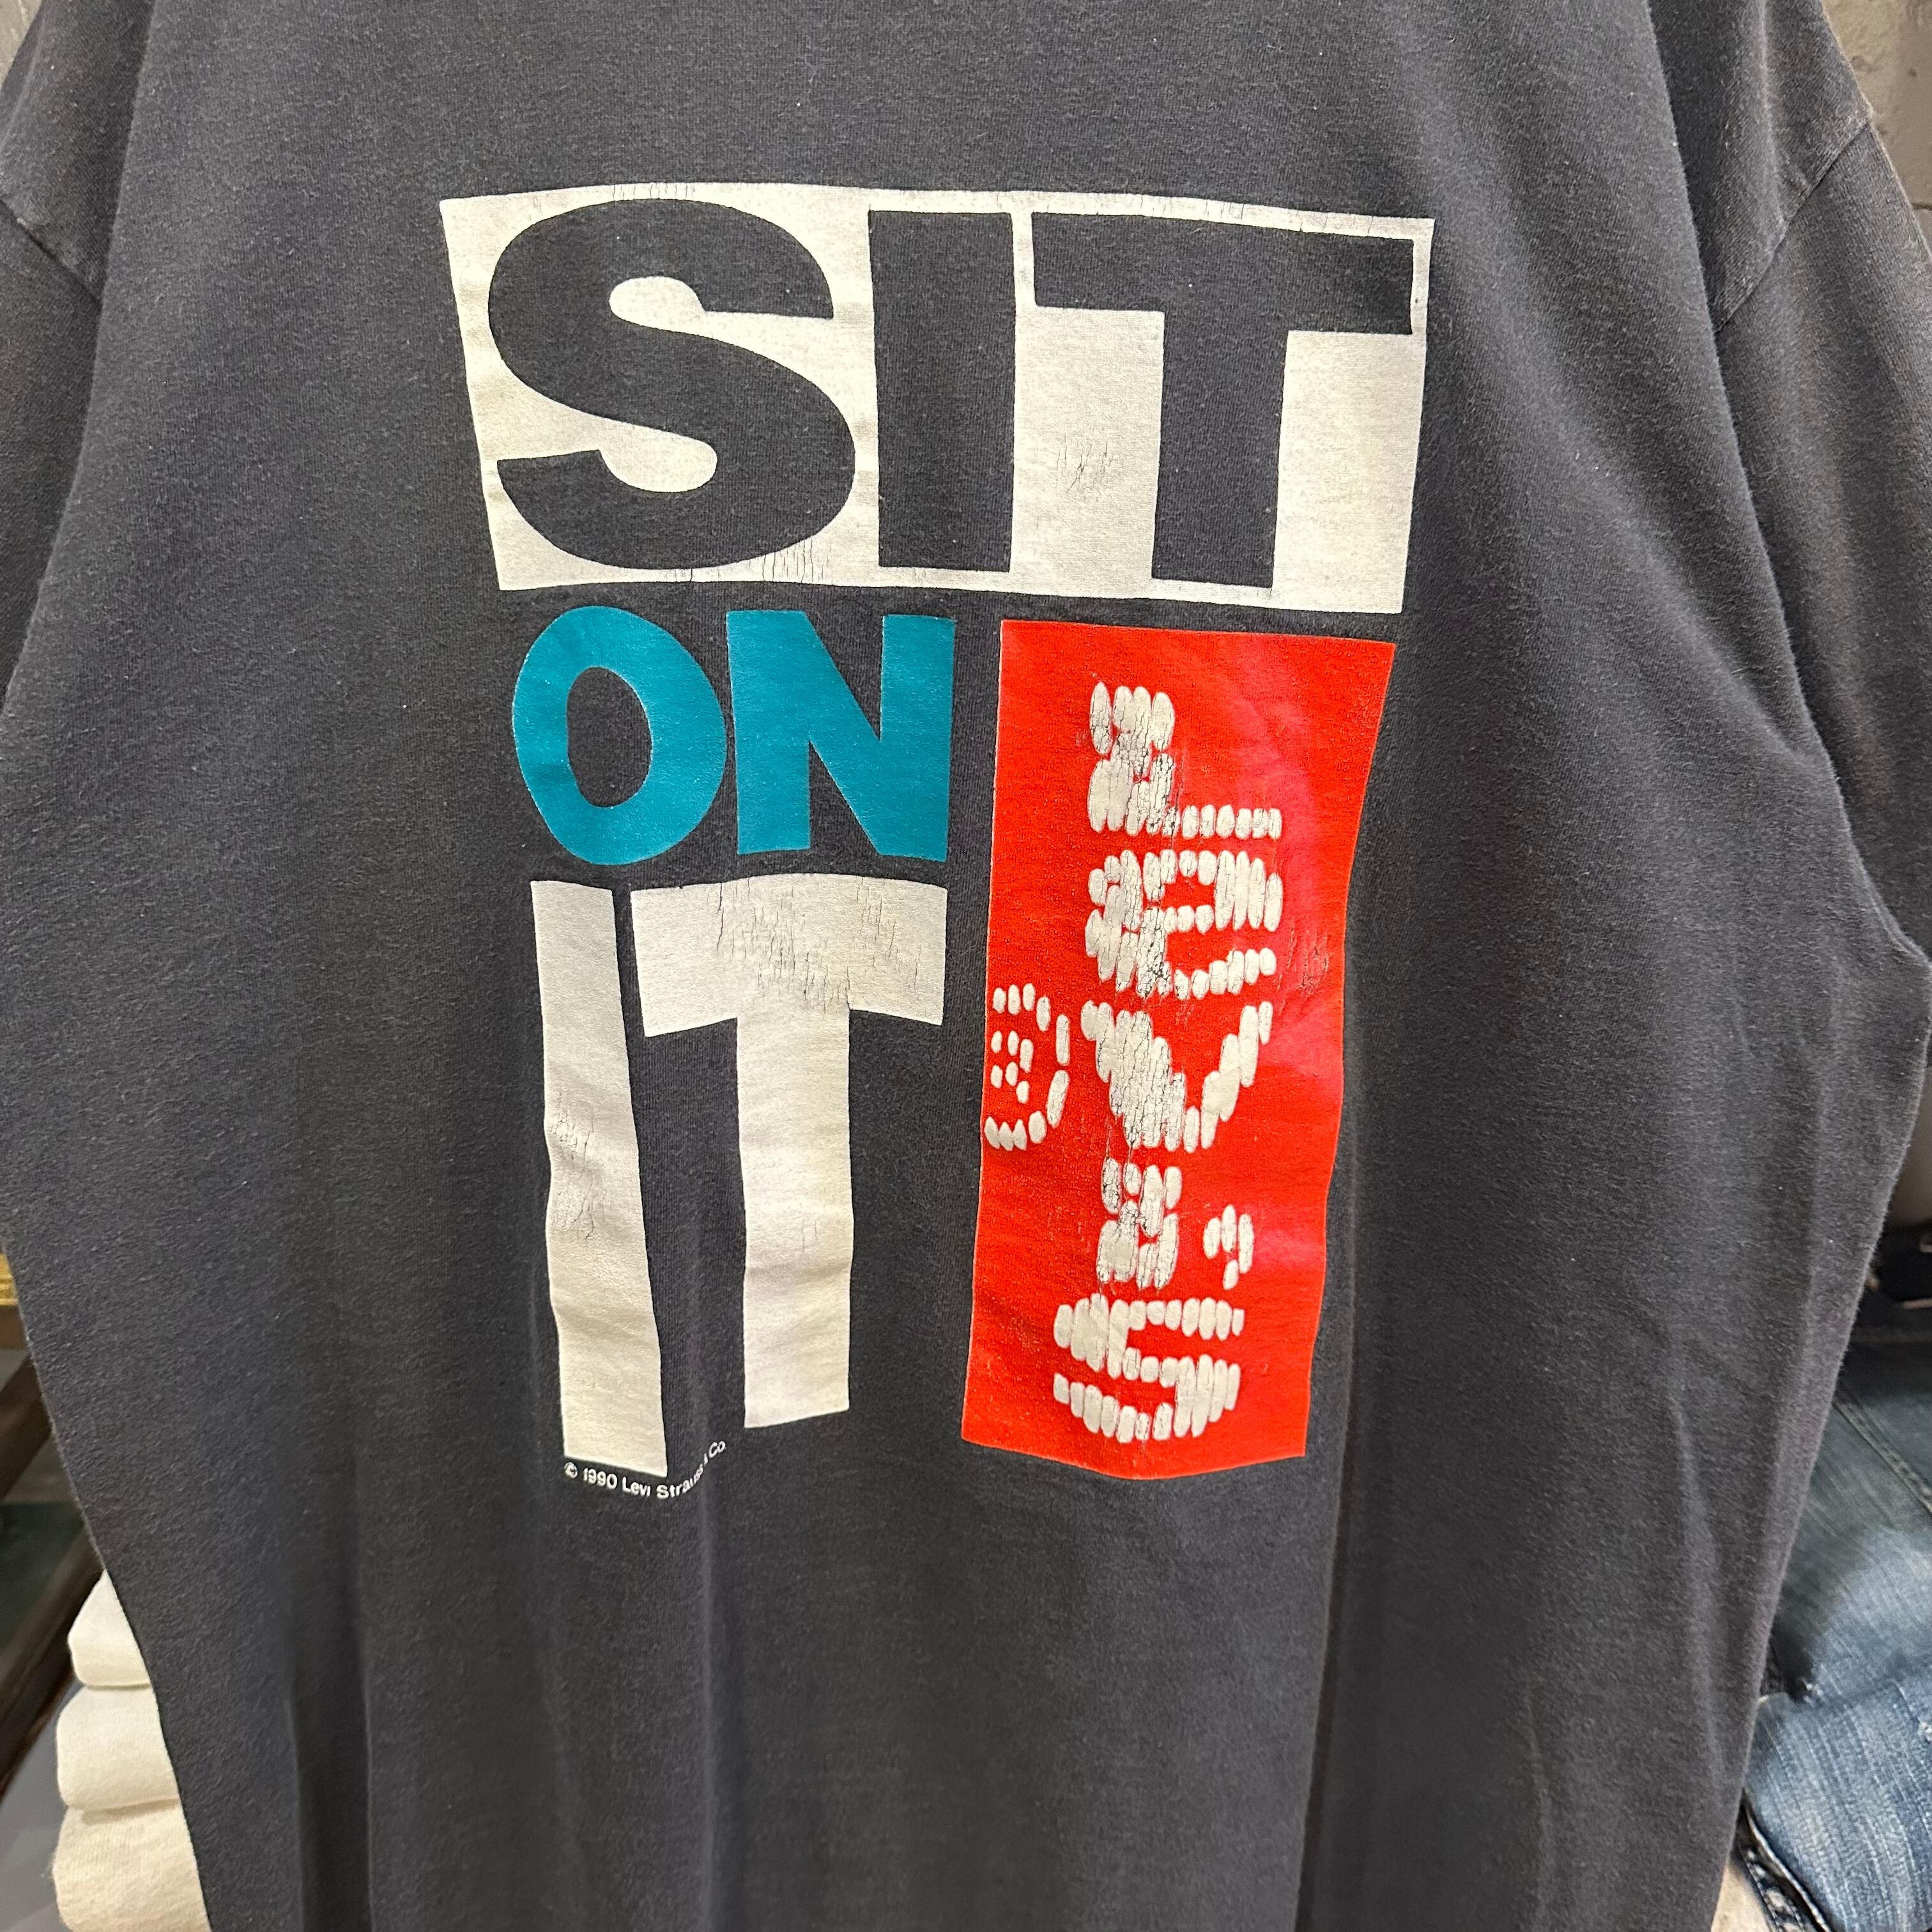 SIT
ON
IT
LEVI'S
®
© 1990 Levi Strauss & Co